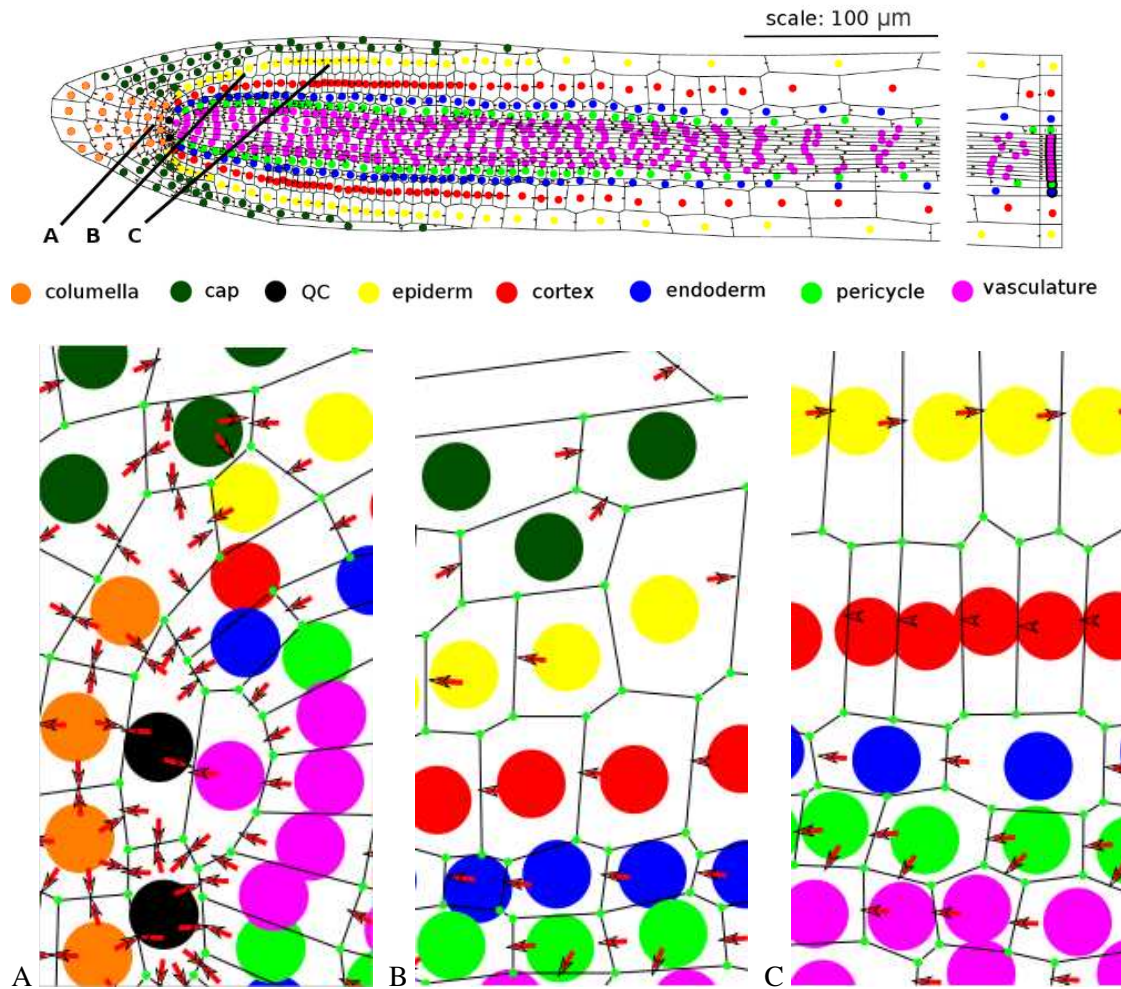 scale: 100 µm
A B C
columella cap QC epiderm cortex endoderm pericycle vasculature
A B C